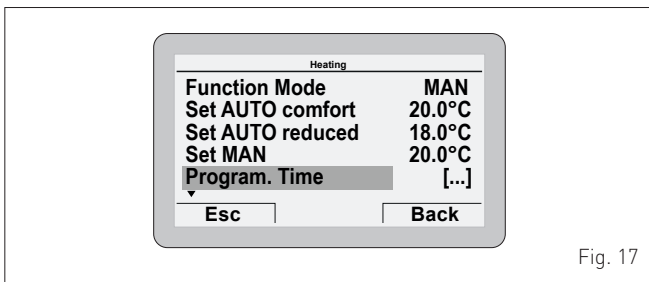 Heating
Function Mode MAN
Set AUTO comfort 20.0°C
Set AUTO reduced 18.0°C
Set MAN 20.0°C
Program. Time [...]
Esc Back
Fig. 17